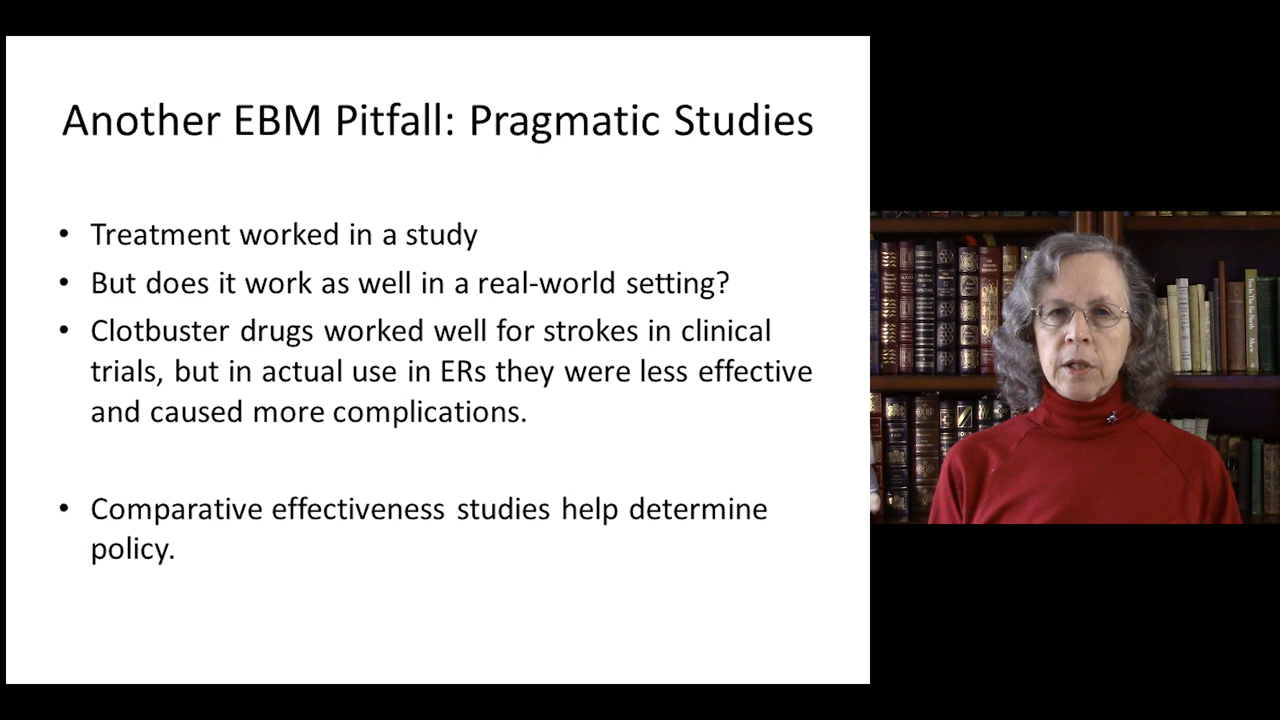 Another EBM Pitfall: Pragmatic Studies
• Treatment worked in a study
• But does it work as well in a real-world setting?
• Clotbuster drugs worked well for strokes in clinical
trials, but in actual use in ERs they were less effective
and caused more complications.
• Comparative effectiveness studies help determine
policy.